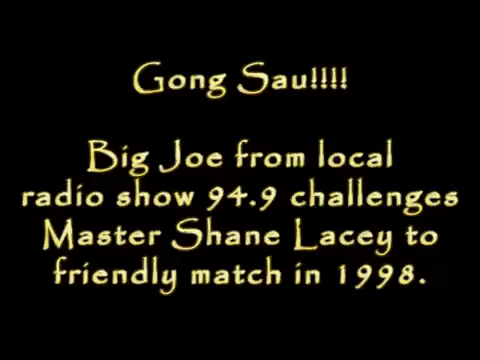 Gong Sau!!!!
Big Joe from local
radio show 94.9 challenges
Master Shane Lacey to
friendly match in 1998.